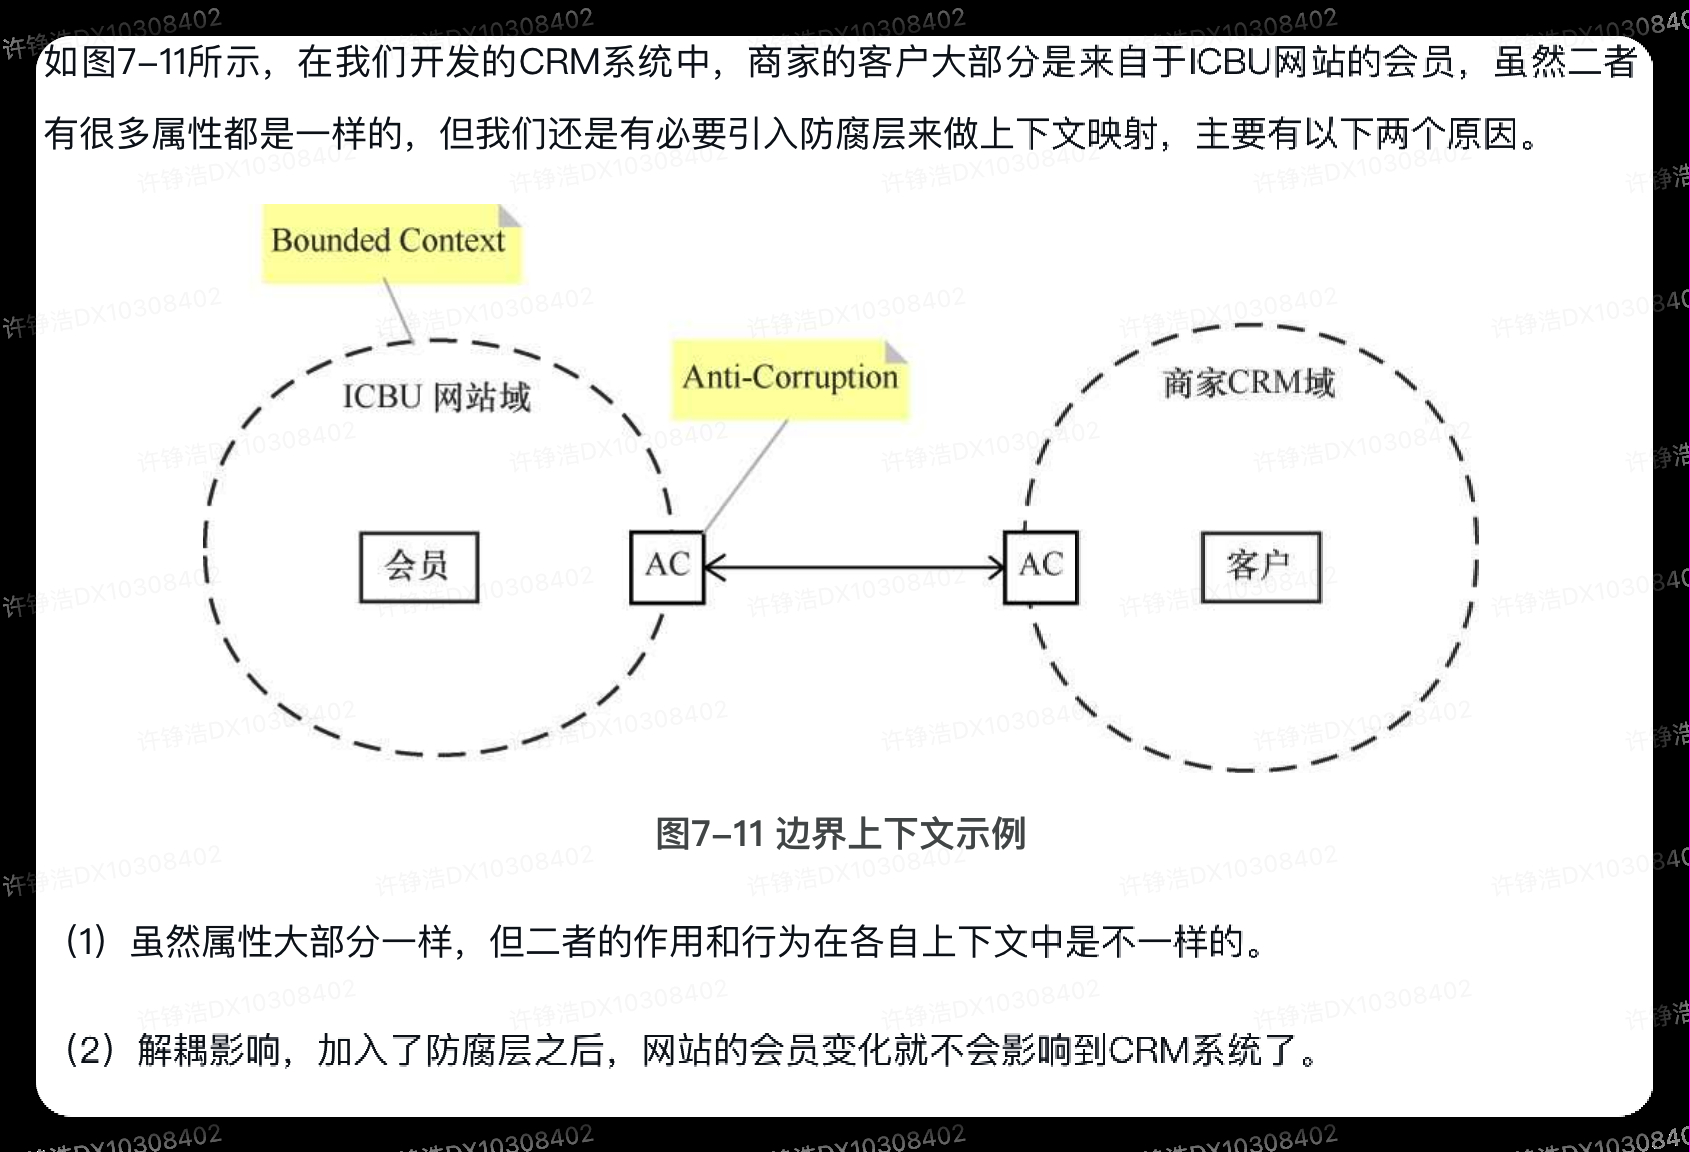 如图7–11所示，在我们开发的CRM系统中，商家的客户大部分是来自于ICBU网站的会员，虽然二者
有很多属性都是一样的，但我们还是有必要引入防腐层来做上下文映射，主要有以下两个原因。
Bounded Context
Anti-Corruption
ICBU 网站域
商家CRM域
会员
AC
AC
客户
图7–11 边界上下文示例
（1）虽然属性大部分一样，但二者的作用和行为在各自上下文中是不一样的。
（2）解耦影响，加入了防腐层之后，网站的会员变化就不会影响到CRM系统了。
许铮浩DX10308402